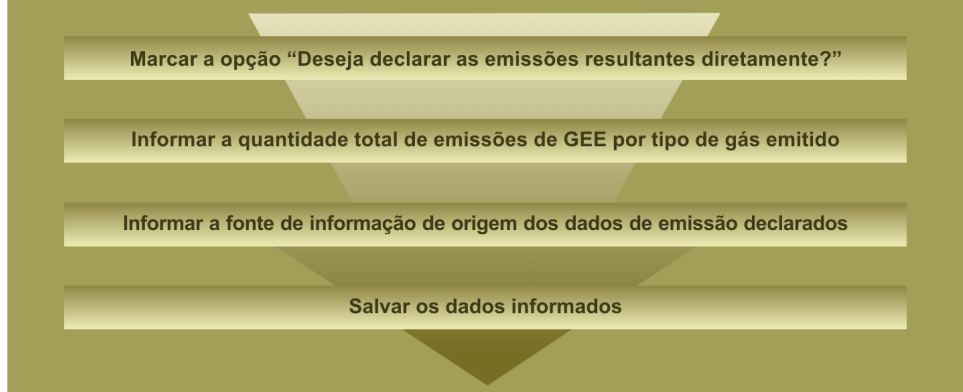 Marcar a opção “Deseja declarar as emissões resultantes diretamente?”
Informar a quantidade total de emissões de GEE por tipo de gás emitido
Informar a fonte de informação de origem dos dados de emissão declarados
Salvar os dados informados